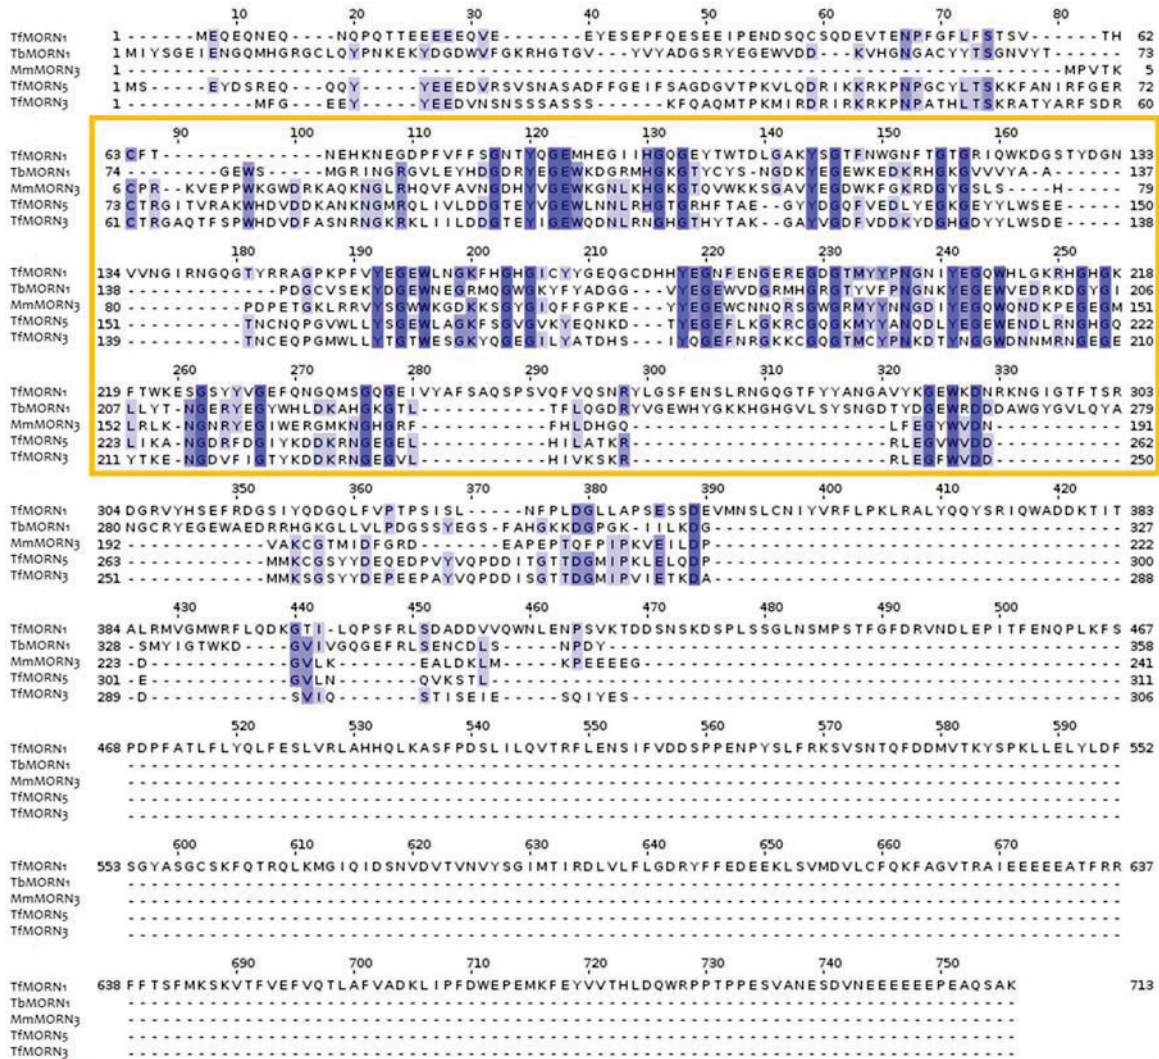 10 20 30 40 50 60 70 80
TfMORN1 1 - - - - - - - MEQEQNEQ - - - - NQPQTTEEEEEEQVE - - - - - - - EYESEPFQESEEIPENDSQCSQDEVTENPFGFLFSTSV - - - - - TH 62
TbMORN1 1 MIYSGEIENGQMHGRGCLQYPNKEKYDGDWVFGKRHGTGV - - - - YVYADGSRYEGEWVDD - - - - KVHGNGACYYTSGNVYT - - - - - - 73
MmMORN3 1 - - - - - - - - - - - - - - - - - - - - MPVTK 5
TfMORN5 1 MS - - - - - - EYDSREQ - - - QQY - - - - - YEEEDVRSVSNASADFFGEIFSAGDGVTPKVLQDRIKKRKPNPGCYLTSKKFANIRFGER 72
TfMORN3 1 - - - - - - - - - - - - MFG - - EEY - - - - - YEEDVNSNSSSASSS - - - - - KFQAQMTPKMIRDRIRKRKPNPATHLTSKRATYARFSDR 60
90 100 110 120 130 140 150 160
TfMORN1 63 CFT - - - - - - - - - - - - - NEHKNEGDPFVFFSGNTYQGEMHEGIIHGQGEYTWTDLGAKYSGTFNWGNFTGTGRIQWKDGSTYDGN 133
TbMORN1 74 - - - - - - - - - GEWS - - - - MGRINGRGVLEYHDGDRYEGEWKDGRMHGKGTYCYS - NGDKYEGEWKEDKRHGKGVVVYA - A - - - - - - - 137
MmMORN3 6 CPR - KVEPPWKGWDRKAQKNGLRHQVFAVNGDHYVGEWKGNLKHGKGTQVWKKSGAVYEGDWKFGKRDGYGSLS - - H - - - - - 79
TfMORN5 73 CTRGITVRAKWHDVDDKANKNGMRQLIVLDDGTEYVGEWLNNLRHGTGRHFTAE - - GYYDGQFVEDLYEGKGEYYLWSEE - - - - - 150
TfMORN3 61 CTRGAQTFSPWHDVFDASNRNGKRKLIILDDGTEYIGEWQDNLRNGHGTHYTAK - - - GAYVGDFVDDKYDGHGDYYLWSDE - - - - - 138
180 190 200 210 220 230 240 250
TfMORN1 134 VVNGIRNGQGTYRRAGPKPFVYEGEWLNGKFHGHGICYYGEQGCDHHYEGNFENGEREGDGTMYYPNGNIYEGQWHLGKRHGHGK 218
TbMORN1 138 - - - - - - - - - - - PDGCVSEKYDGEWNEGRMQGWGKYFYADGG - - - - VYEGEWVDGRMHGRGTYVFPNGNKYEGEWVEDRKDGYGI 206
MmMORN3 80 - - - - - - - - PDPETGKLRRVYSGWWKGDKKSGYGIQFFGPKE - - - - YYEGEWCNNQRSGWGRMYYNNGDIYEGQWQNDKPEGEGM 151
TfMORN5 151 - - - - - - - - - - TNCNQPGVWLLYSGEWLAGKFSGVGVKYEQNKD - - - - TYEGEFLKGKRCGQGKMYYANQDLYEGEWENDLRNGHGQ 222
TfMORN3 139 - - - - - - - - - - TNCEQPGMWLLYTGTWESGKYQGEGILYATDHS - - - - IYQGEFNRGKKCGQGTMCYPNKDTYNGGWDNNMRNGEGE 210
260 270 280 290 300 310 320 330
TfMORN1 219 FTWKESGSYYVGEFQNGQMSGQGEIVYAFSAQSPSVQFVQSNRYLGSFENSLRNGQGTFYYANGAVYKGEWKDNRKNGIGTFTSR 303
TbMORN1 207 LLYT - NGERYEGYWHLDKAHGKGTL - - - - - - - - - - TFLQGDRYVGEWHYGKKHGHGVLSYSNGDTYDGEWRDDDAWGYGVLQYA 279
MmMORN3 152 LRLK - NGNRYEGIWERGMKNGHGRF - - - - - - - - - - FHLDHGQ - - - - - - - - - - - - - - - - - - - - - - LFEGYWVDN - - - - - - - - - - - 191
TfMORN5 223 LIKA - NGDRFDGIYKDDKRNGEGEL - - - - - - - - - - HILATKR - - - - - - - - - - - - - - - - - - - - - - RLEGVWVDD - - - - - - - - - - - 262
TfMORN3 211 YTKE - NGDVFIGTYKDDKRNGEGVL - - - - - - - - - - HIVKSKR - - - - - - - - - - - - - - - - - - - - - - RLEGFWVDD - - - - - - - - - - - 250
350 360 370 380 390 400 410 420
TfMORN1 304 DGRVYHSEFRDGSIYQDGQLFVPTPSISL - - - - NFPLDGLLAPSESSDEVMNSLCNIYVRFLPKLRALYQQYSRIQWADDKTIT 383
TbMORN1 280 NGCRYEGEWAEDRRHGKGLLVLPDGSSYEGS - FAHGKKDGPGK - IILKDG - - - - - - - - - - - - - - - - - - - - - - - - - - - - - - - - - - - 327
MmMORN3 192 - - - - - - - - - - - - VAKCGTMIDFGRD - - - - - - - EAPEPTQFPIPKVEILDP - - - - - - - - - - - - - - - - - - - - - - - - - - - - - - - - - - - 222
TfMORN5 263 - - - - - - - - - - - - MMKCGSYYDEQEDPVYVQPDDITGTTDGMIPKLELQDP - - - - - - - - - - - - - - - - - - - - - - - - - - - - - - - - - - - 300
TfMORN3 251 - - - - - - - - - - - - MMKSGSYYDEPEEPAYVQPDDISGTTDGMIPVIETKDA - - - - - - - - - - - - - - - - - - - - - - - - - - - - - - - - - - - 288
430 440 450 460 470 480 490 500
TfMORN1 384 ALRMVGMWRFLQDKGTI - LQPSFRLSDADDVVQWNLENPSVKTDDSNSKDSPLSSGLNSMPSTFGFDRVNDLEPITFENQPLKFS 467
TbMORN1 328 - SMYIGTWKD - - - - GVIVGQGEFRLSENCDLS - - - - - NPDY - - - - - - - - - - - - - - - - - - - - - - - - - - - - - - - - - - - - - - - - - - - - 358
MmMORN3 223 - D - - - - - - - - - - - - GVLK - - - - - - - EALDKLM - - - - KPEEEEG - - - - - - - - - - - - - - - - - - - - - - - - - - - - - - - - - - - - - - - - - 241
TfMORN5 301 - E - - - - - - - - - - - - GVLN - - - - - - - QVKSTL - - - - - - - - - - - - - - - - - - - - - - - - - - - - - - - - - - - - - - - - - - - - - - - - - - - - 311
TfMORN3 289 - D - - - - - - - - - - - - SVIQ - - - - - - - STISEIE - - - - - SQIYES - - - - - - - - - - - - - - - - - - - - - - - - - - - - - - - - - - - - - - - - - - 306
520 530 540 550 560 570 580 590
TfMORN1 468 PDPFATLFLYQLFESLVRLAHHQLKASFPDSLILQVTRFLENSIFVDDSPPENPYSLFRKSVSNTQFDDMVTKYSPKLLELYLDF 552
TbMORN1 - - - - - - - - - - - - - - - - - - - -
MmMORN3 - - - - - - - - - - - - - - - - - - - -
TfMORN5 - - - - - - - - - - - - - - - - - - - -
TfMORN3 - - - - - - - - - - - - - - - - - - - -
600 610 620 630 640 650 660 670
TfMORN1 553 SGYASGCSKFQTRQLKMGIQIDSNVDVTVNVYSGIMTIRDLVLFLGDRYFFEDEEKLSVMDVLCFQKFAGVTRAIEEEEEATFRR 637
TbMORN1 - - - - - - - - - - - - - - - - - - - -
MmMORN3 - - - - - - - - - - - - - - - - - - - -
TfMORN5 - - - - - - - - - - - - - - - - - - - -
TfMORN3 - - - - - - - - - - - - - - - - - - - -
690 700 710 720 730 740 750
TfMORN1 638 FFTSFMKSKVTFVEFVQTLAFVADKLIPFDWEPEMKFEYVVTHLDQWRPPTPPESVANESDVNEEEEEEPEAQSAK 713
TbMORN1 - - - - - - - - - - - - - - - - - - - -
MmMORN3 - - - - - - - - - - - - - - - - - - - -
TfMORN5 - - - - - - - - - - - - - - - - - - - -
TfMORN3 - - - - - - - - - - - - - - - - - - - -